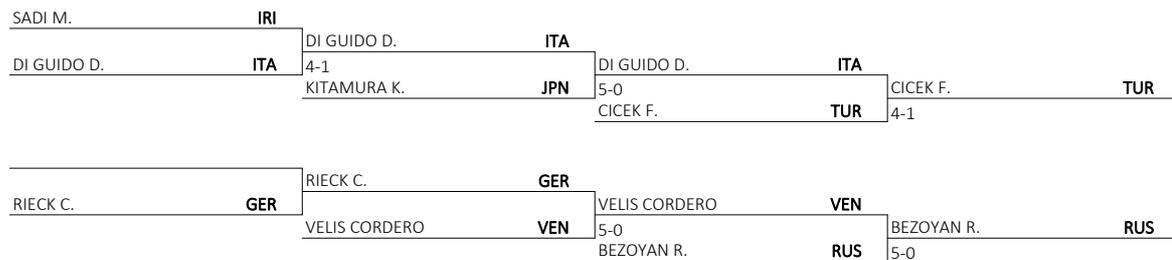 SADI M. IRI
DI GUIDO D. ITA
DI GUIDO D. ITA 4-1 DI GUIDO D. ITA
KITAMURA K. JPN 5-0 CICEK F. TUR
CICEK F. TUR 4-1
RIECK C. GER
RIECK C. GER VELIS CORDERO VEN
VELIS CORDERO VEN 5-0 BEZOYAN R. RUS
BEZOYAN R. RUS 5-0